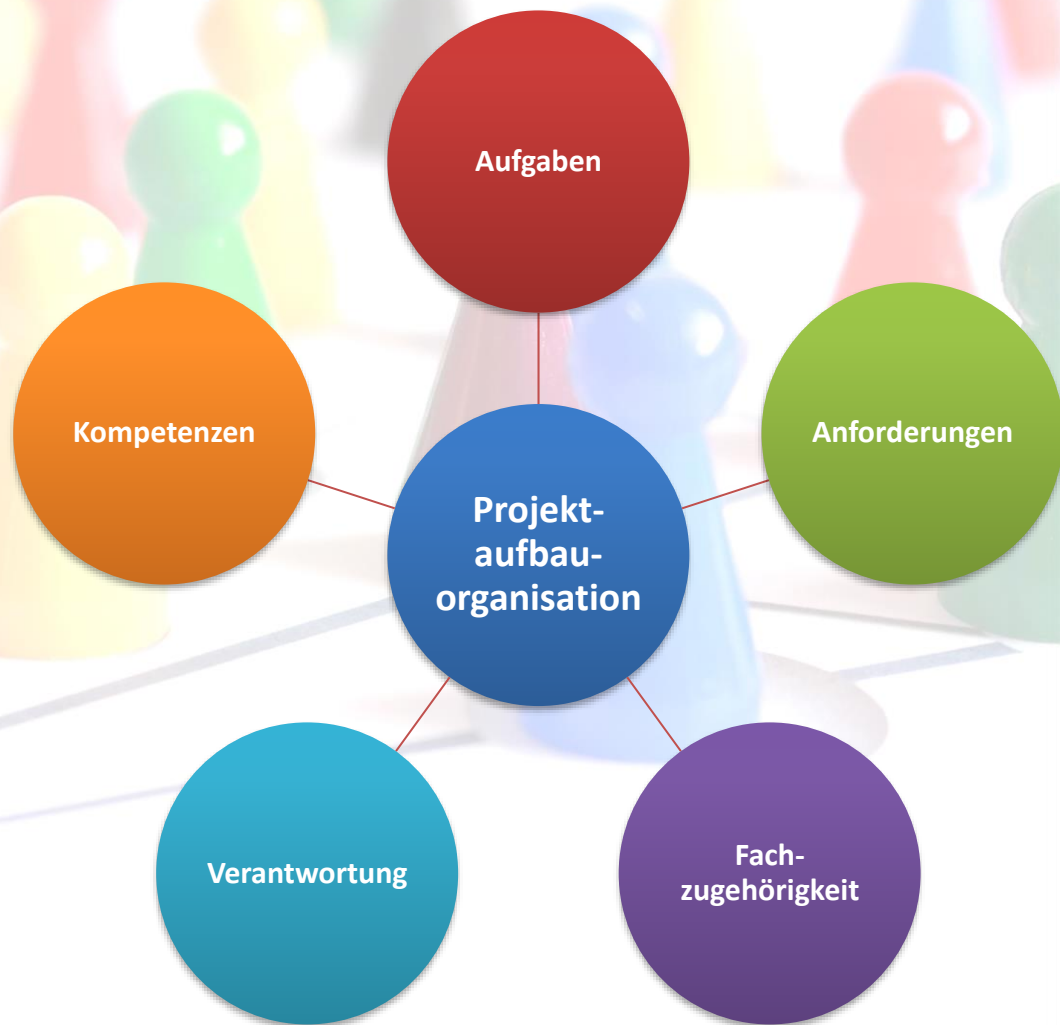 Aufgaben
Kompetenzen
Anforderungen
Projekt-
aufbau-
organisation
Verantwortung
Fach-
zugehörigkeit